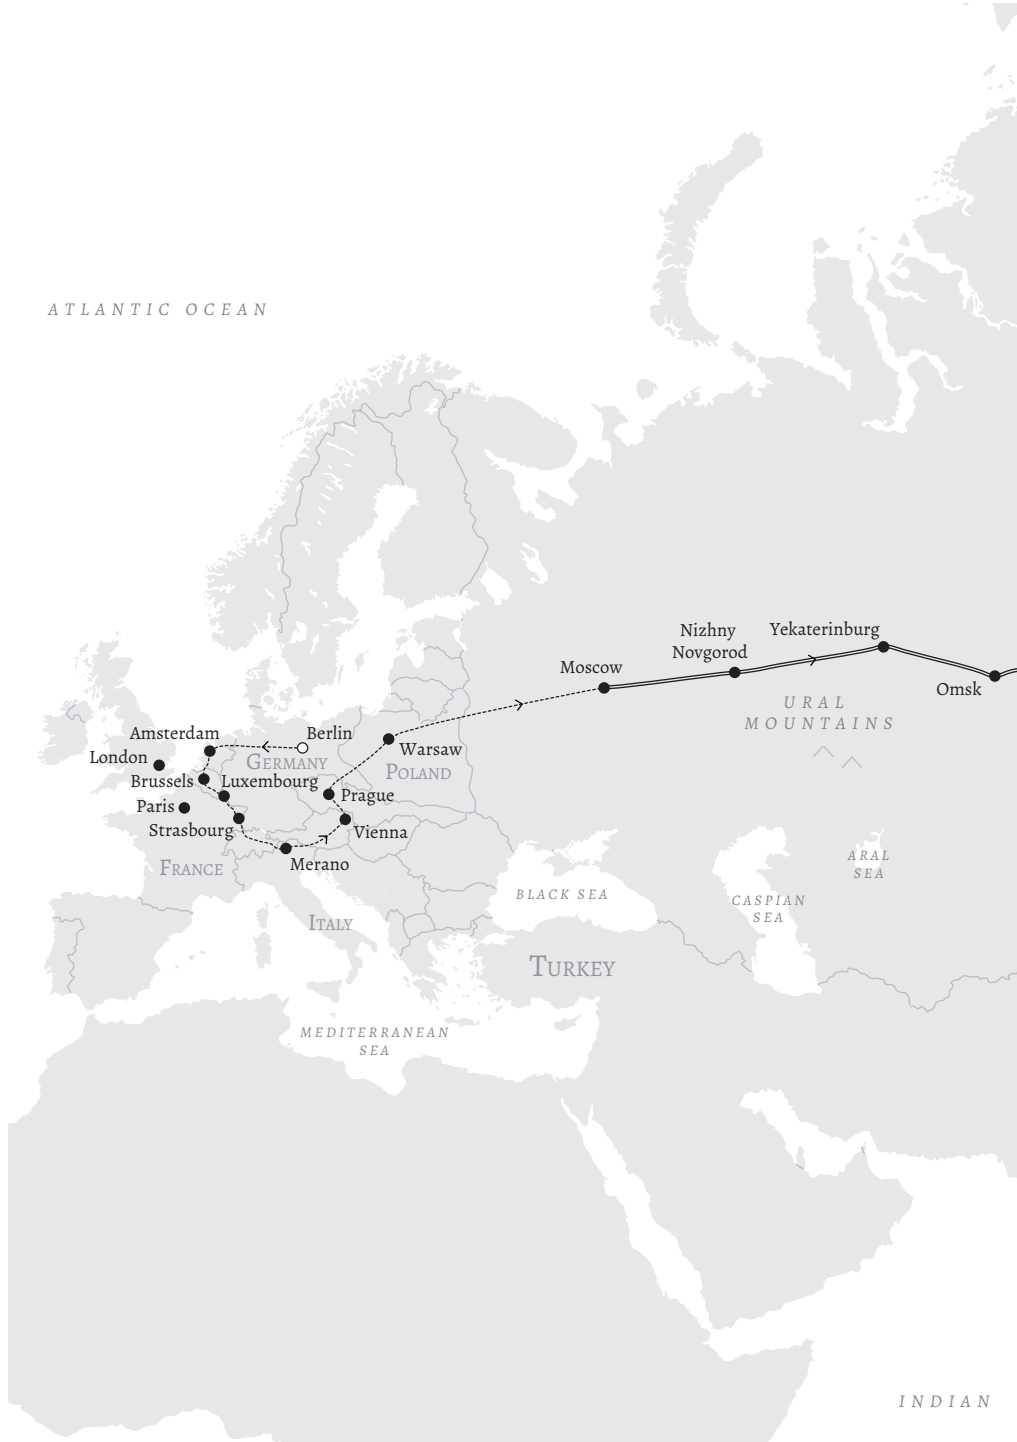 ATLANTIC OCEAN
Nizhny
Novgorod
Yekaterinburg
Moscow
Omsk
URAL
MOUNTAINS
Amsterdam
Berlin
London
Germany
Warsaw
Poland
Brussels
Luxembourg
Paris
Prague
Strasbourg
Vienna
France
Merano
Italy
BLACK SEA
CASPIAN
SEA
ARAL
SEA
Turkey
MEDITERRANEAN
SEA
INDIAN